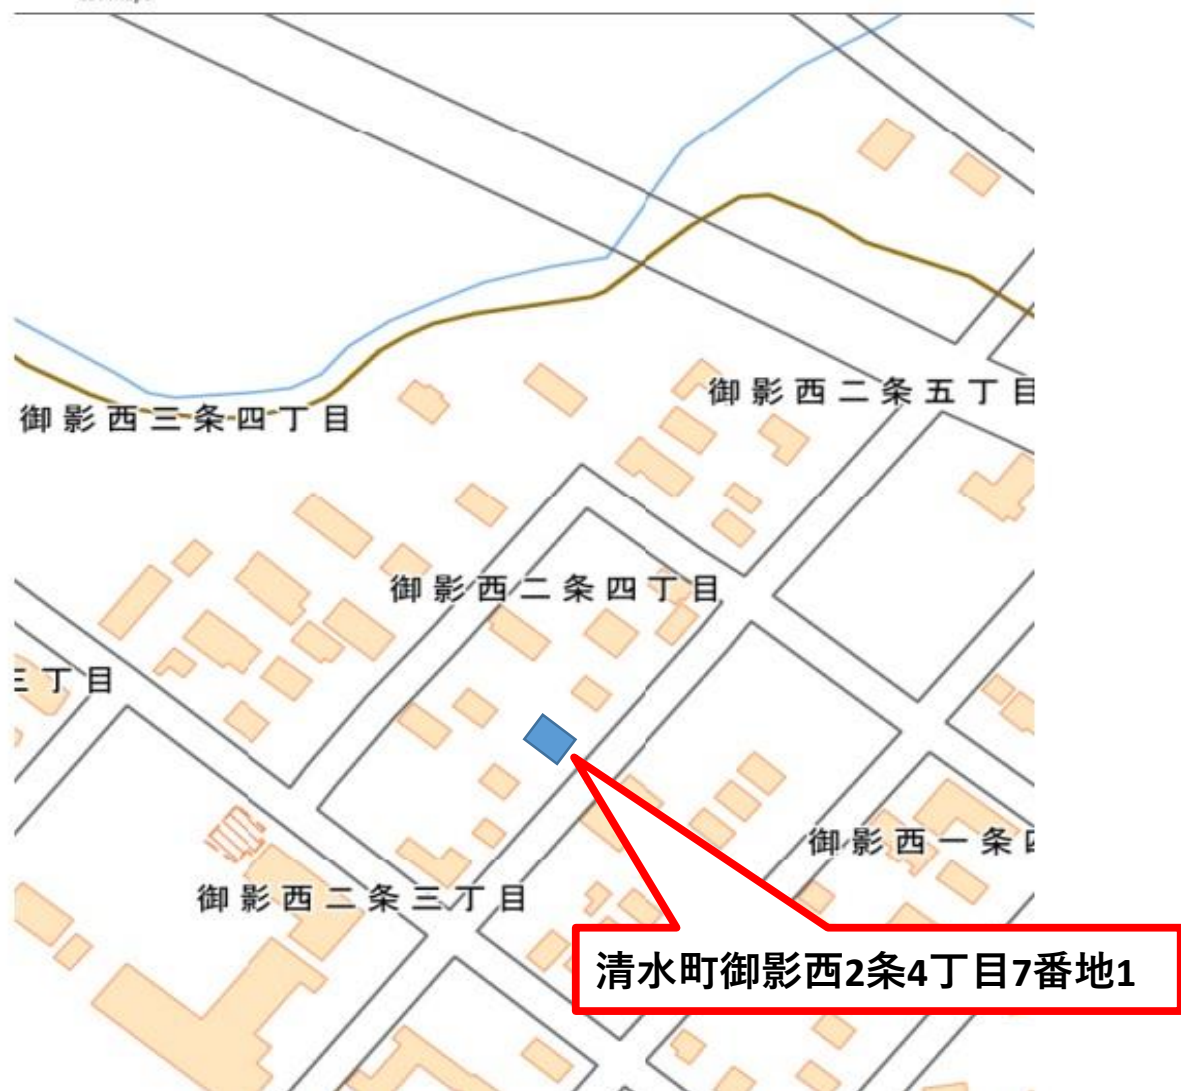 御影西二条五丁目
御影西三条四丁目
御影西二条四丁目
丁目
御影西一条
御影西二条三丁目
清水町御影西2条4丁目7番地1